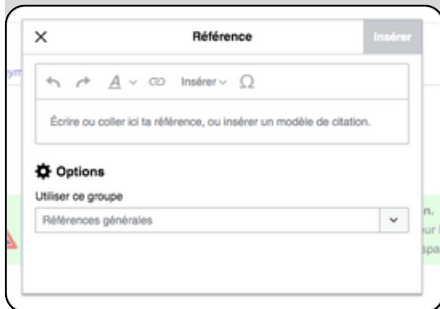 Référence
Insérer
A
Insérer
Ω
Écrire ou coller ici ta référence, ou insérer un modèle de citation.
Options
Utiliser ce groupe
Références générales
n.